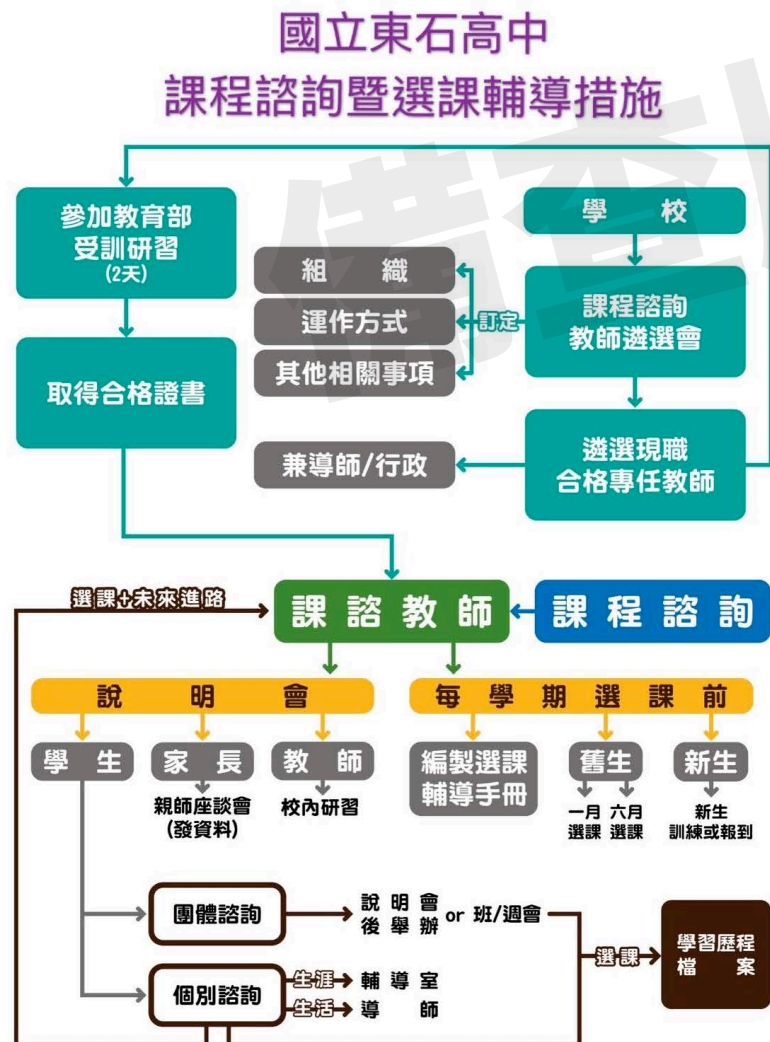 國立東石高中
課程諮詢暨選課輔導措施
備查
參加教育部
受訓研習
(2天)
取得合格證書
學 校
課程諮詢
教師遴選會
訂定
組 織
運作方式
其他相關事項
遴選現職
合格專任教師
兼導師/行政
選課+未來進路
課 諮 教 師
課 程 諮 詢
說 明 會
每 學 期 選 課 前
學 生
家 長
教 師
編製選課
輔導手冊
舊生
新生
親師座談會
(發資料)
校內研習
一月 六月
選課 選課
新生
訓練或報到
團體諮詢
說 明 會
後 舉 辦
or 班/週會
選課
學習歷程
檔 案
個別諮詢
生涯
輔 導 室
生活
導 師